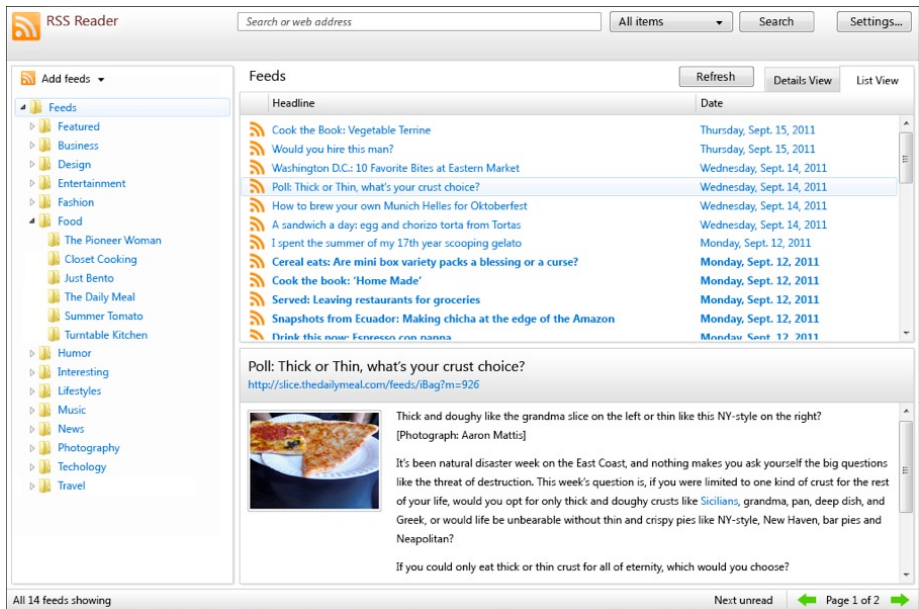 RSS Reader
Search or web address
All items
Search
Settings...
Add feeds
Feeds
Featured
Business
Design
Entertainment
Fashion
Food
The Pioneer Woman
Closet Cooking
Just Bento
The Daily Meal
Summer Tomato
Turntable Kitchen
Humor
Interesting
Lifestyles
Music
News
Photography
Techology
Travel
Feeds
Refresh
Details View
List View
Headline Date
Cook the Book: Vegetable Terrine Thursday, Sept. 15, 2011
Would you hire this man? Thursday, Sept. 15, 2011
Washington D.C.: 10 Favorite Bites at Eastern Market Wednesday, Sept. 14, 2011
Poll: Thick or Thin, what's your crust choice? Wednesday, Sept. 14, 2011
How to brew your own Munich Helles for Oktoberfest Wednesday, Sept. 14, 2011
A sandwich a day: egg and chorizo torta from Tortas Wednesday, Sept. 14, 2011
I spent the summer of my 17th year scooping gelato Monday, Sept. 12, 2011
Cereal eats: Are mini box variety packs a blessing or a curse? Monday, Sept. 12, 2011
Cook the book: ‘Home Made’ Monday, Sept. 12, 2011
Served: Leaving restaurants for groceries Monday, Sept. 12, 2011
Snapshots from Ecuador: Making chicha at the edge of the Amazon Monday, Sept. 12, 2011
Drink this now: Espresso con panna Monday, Sept. 12, 2011
Poll: Thick or Thin, what's your crust choice?
http://slice.thedailymeal.com/feeds/iBag?m=926
Thick and doughy like the grandma slice on the left or thin like this NY-style on the right?
[Photograph: Aaron Mattis]
It's been natural disaster week on the East Coast, and nothing makes you ask yourself the big questions
like the threat of destruction. This week's question is, if you were limited to one kind of crust for the rest
of your life, would you opt for only thick and doughy crusts like Sicilians, grandma, pan, deep dish, and
Greek, or would life be unbearable without thin and crispy pies like NY-style, New Haven, bar pies and
Neapolitan?
If you could only eat thick or thin crust for all of eternity, which would you choose?
All 14 feeds showing
Next unread
Page 1 of 2